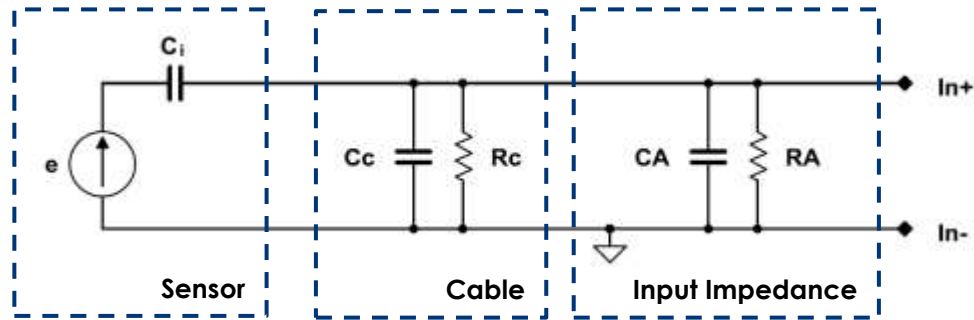 Ci
In+
e
Cc
Rc
CA
RA
In-
Sensor
Cable
Input Impedance